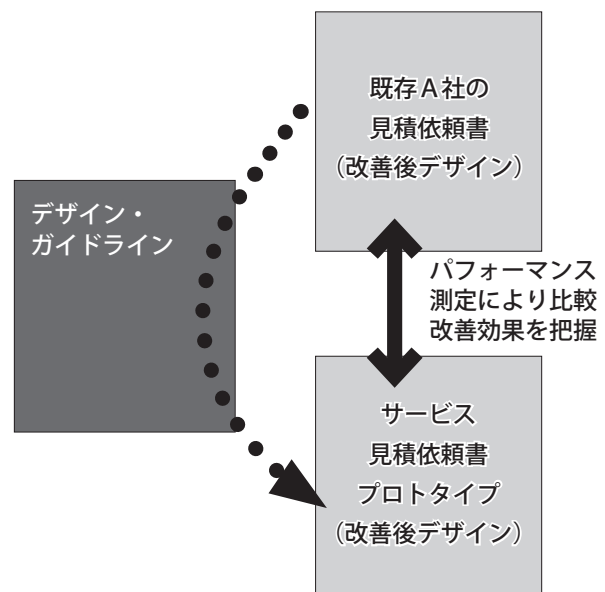 既存A社の
見積依頼書
（改善後デザイン）
デザイン・
ガイドライン
パフォーマンス
測定により比較
改善効果を把握
サービス
見積依頼書
プロトタイプ
（改善後デザイン）